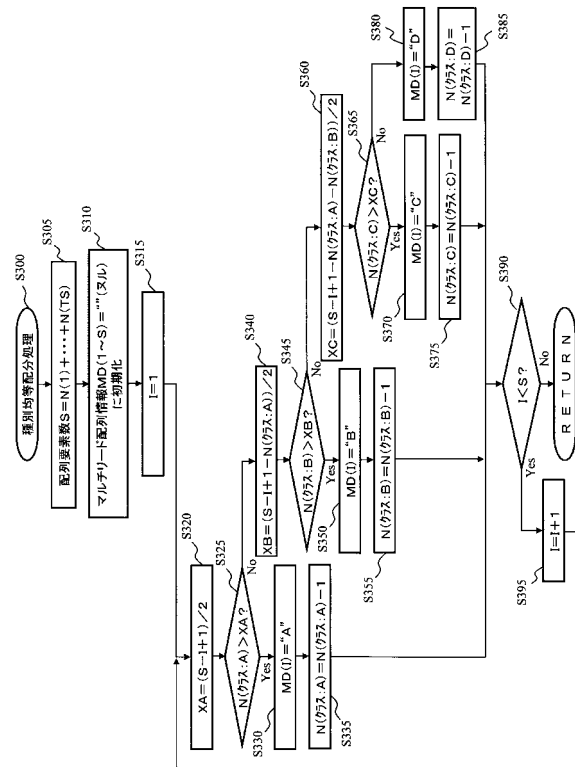 S300
種別均等配分処理
S305
配列要素数S=N(1)+・・・+N(TS)
S310
マルチリード配列情報MD(1~S)=""(ヌル)
に初期化
S315
I=1
S320
XA=(S-I+1)/2
S325
N(クラス:A)>XA?
No
Yes
S330
MD(I)="A"
S335
N(クラス:A)=N(クラス:A)-1
S340
XB=(S-I+1-N(クラス:A))/2
S345
N(クラス:B)>XB?
No
Yes
S350
MD(I)="B"
S355
N(クラス:B)=N(クラス:B)-1
S360
XC=(S-I+1-N(クラス:A)-N(クラス:B))/2
S365
N(クラス:C)>XC?
No
Yes
S370
MD(I)="C"
S375
N(クラス:C)=N(クラス:C)-1
S380
MD(I)="D"
S385
N(クラス:D)=
N(クラス:D)-1
S390
I<S?
Yes
No
S395
I=I+1
RETURN